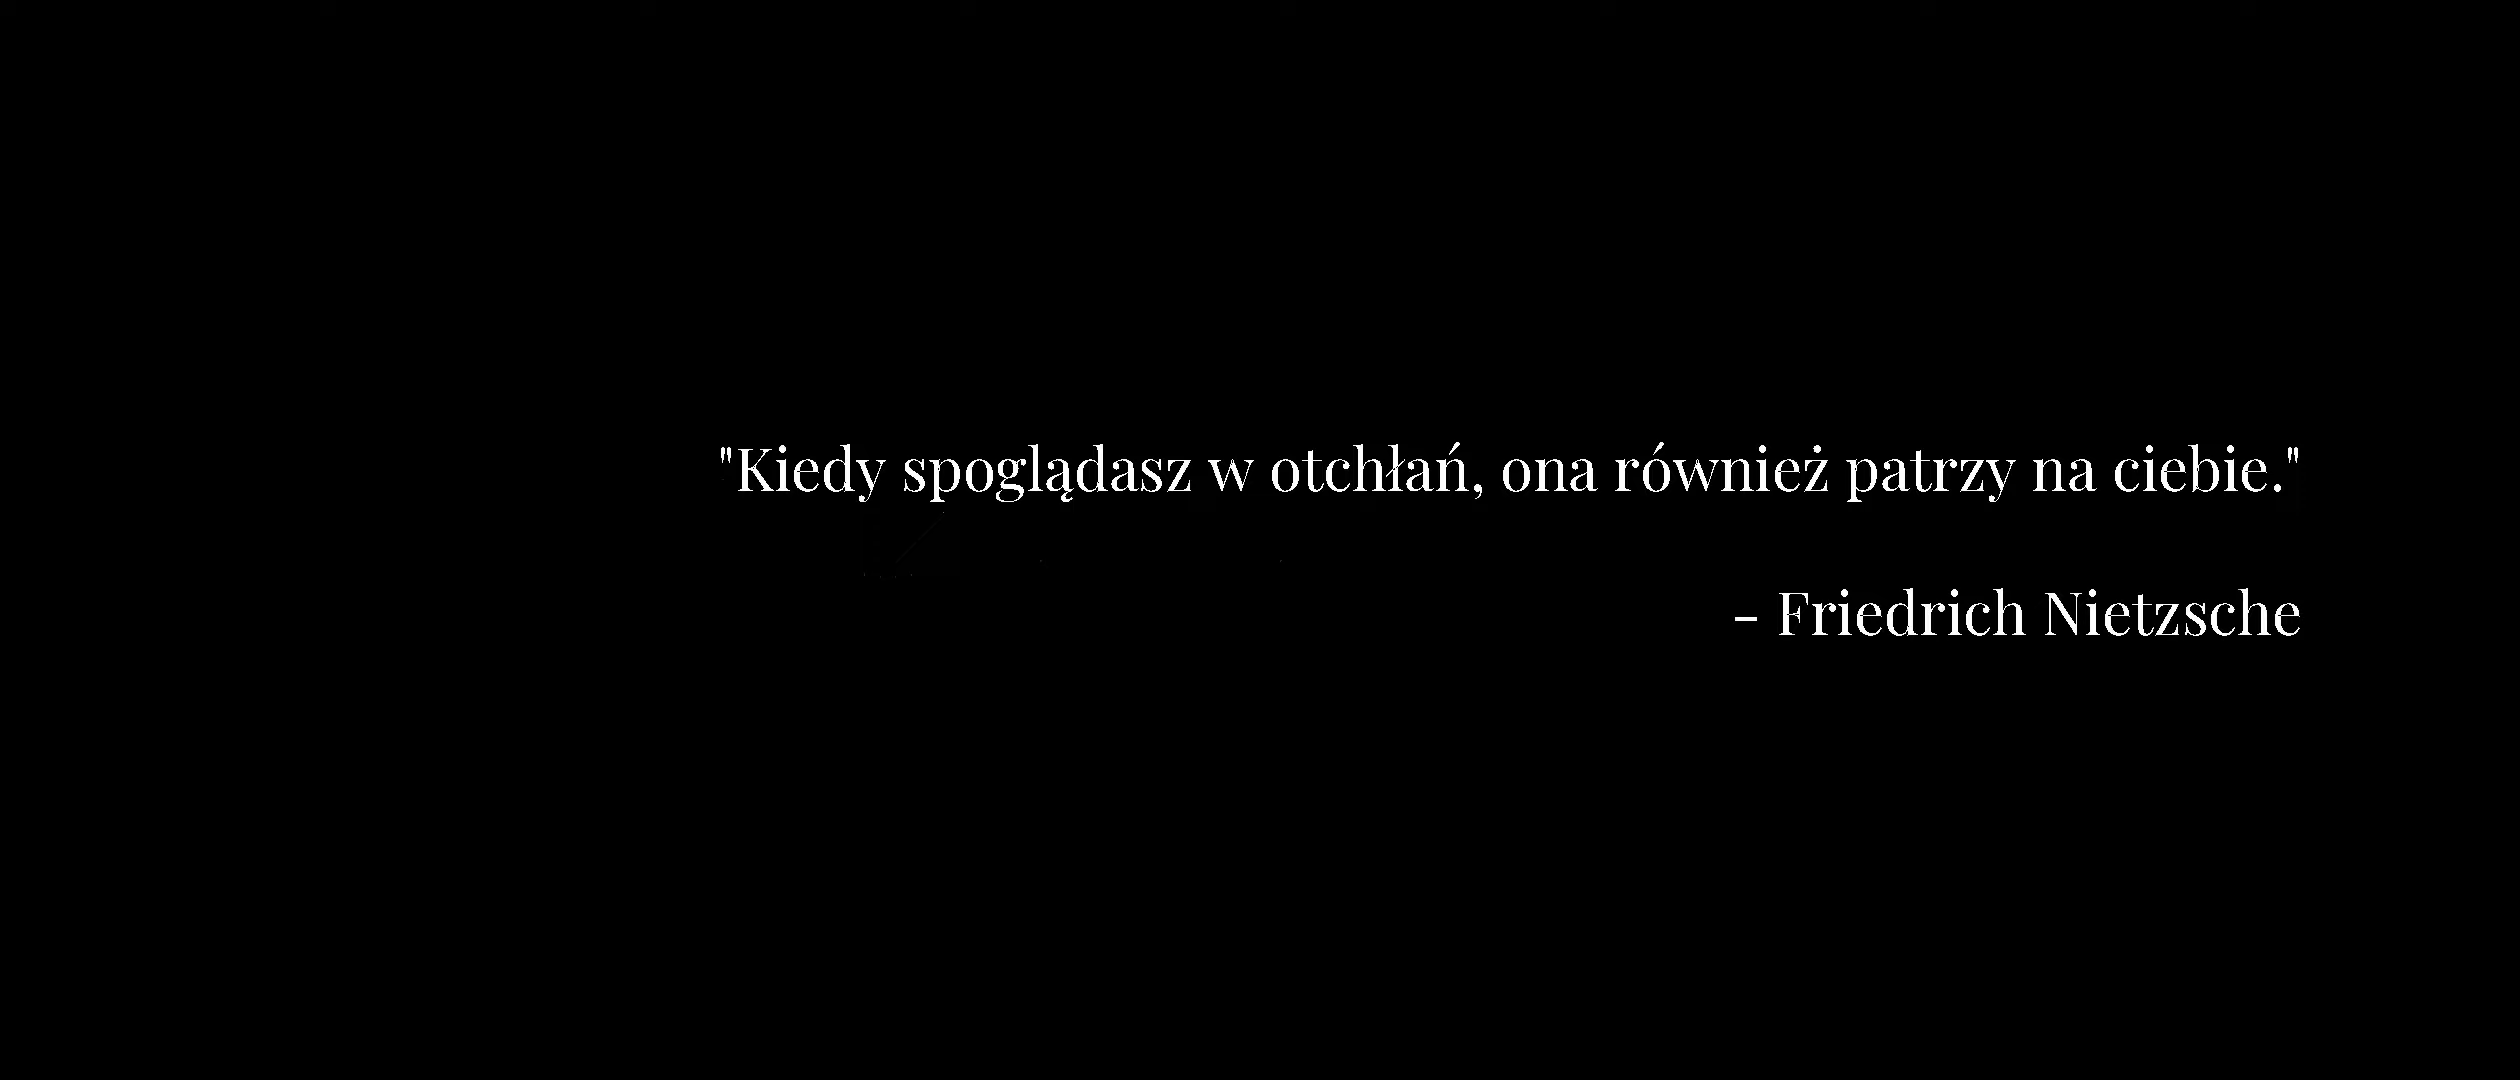 "Kiedy spoglądasz w otchłań, ona również patrzy na ciebie."
- Friedrich Nietzsche